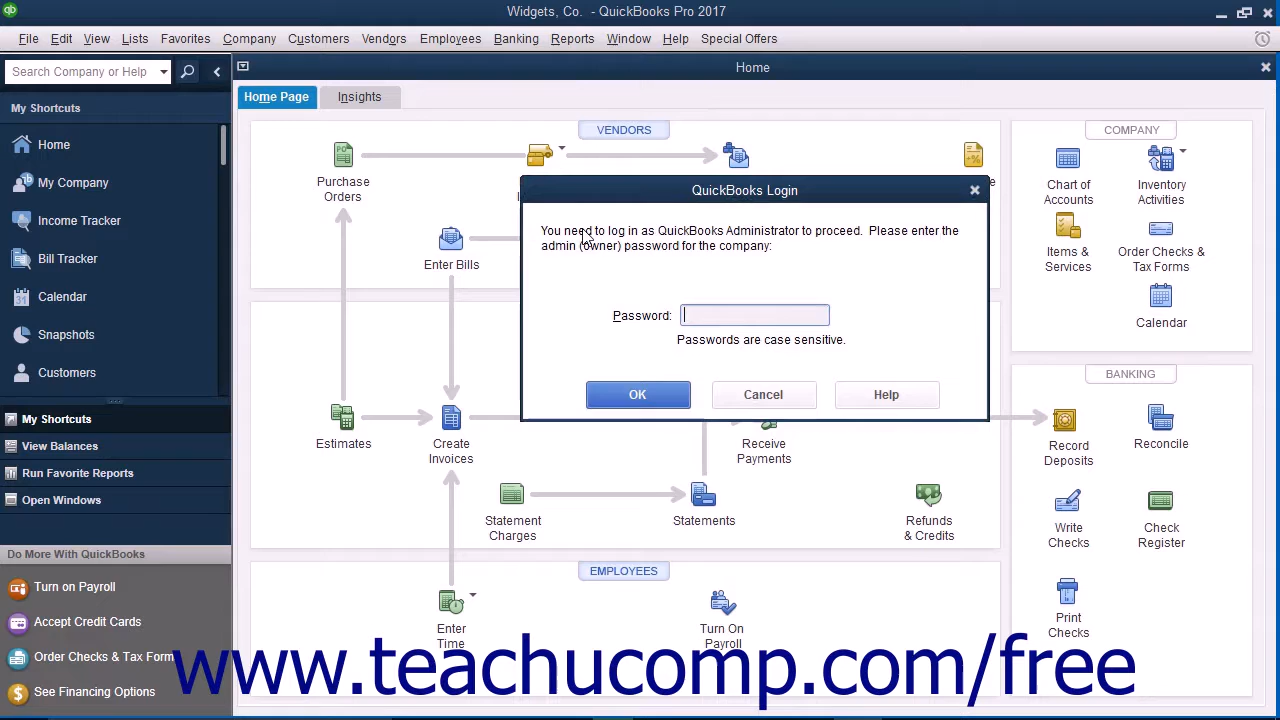 Widgets, Co. - QuickBooks Pro 2017
File Edit View Lists Favorites Company Customers Vendors Employees Banking Reports Window Help Special Offers
Search Company or Help
Home
Home Page
Insights
My Shortcuts
Home
My Company
Income Tracker
Bill Tracker
Calendar
31
Snapshots
Customers
My Shortcuts
View Balances
Run Favorite Reports
Open Windows
Do More With QuickBooks
Turn on Payroll
Accept Credit Cards
Order Checks & Tax Form
See Financing Options
VENDORS
PO
Purchase
Orders
Enter Bills
QuickBooks Login
You need to log in as QuickBooks Administrator to proceed. Please enter the
admin (owner) password for the company:
Password:
Passwords are case sensitive.
OK
Cancel
Help
Estimates
Create
Invoices
Receive
Payments
Statement
Charges
Statements
Refunds
& Credits
EMPLOYEES
Enter
Time
Turn On
Payroll
COMPANY
Chart of
Accounts
Inventory
Activities
Items &
Services
Order Checks &
Tax Forms
Calendar
BANKING
Record
Deposits
Reconcile
Write
Checks
Check
Register
Print
Checks
www.teachucomp.com/free